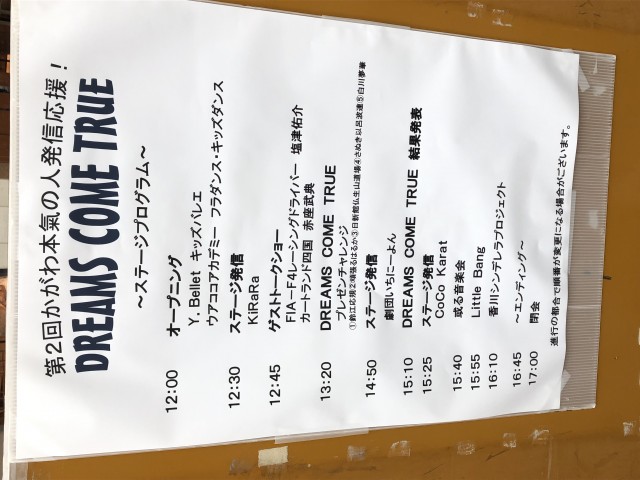 第2回かがわ本氣の人発信応援!
DREAMS COME TRUE
～ステージプログラム～
12:00 オープニング
Y. Bellet キッズバレエ
ウアココアカデミー フラダンス・キッズダンス
12:30 ステージ発信
KiRaRa
12:45 ゲストトークショー
FIA－F4レーシングドライバー 塩津佑介
カートランド四国 赤座武典
13:20 DREAMS COME TRUE
プレゼンチャレンジ
14:50 ステージ発信
劇団いちにーよん
15:10 DREAMS COME TRUE 結果発表
15:25 ステージ発信
CoCo Karat
15:40 或る音楽会
15:55 Little Bang
16:10 香川シンデレラプロジェクト
16:45 ～エンディング～
17:00 閉会
進行の都合で順番が変更になる場合がございます。